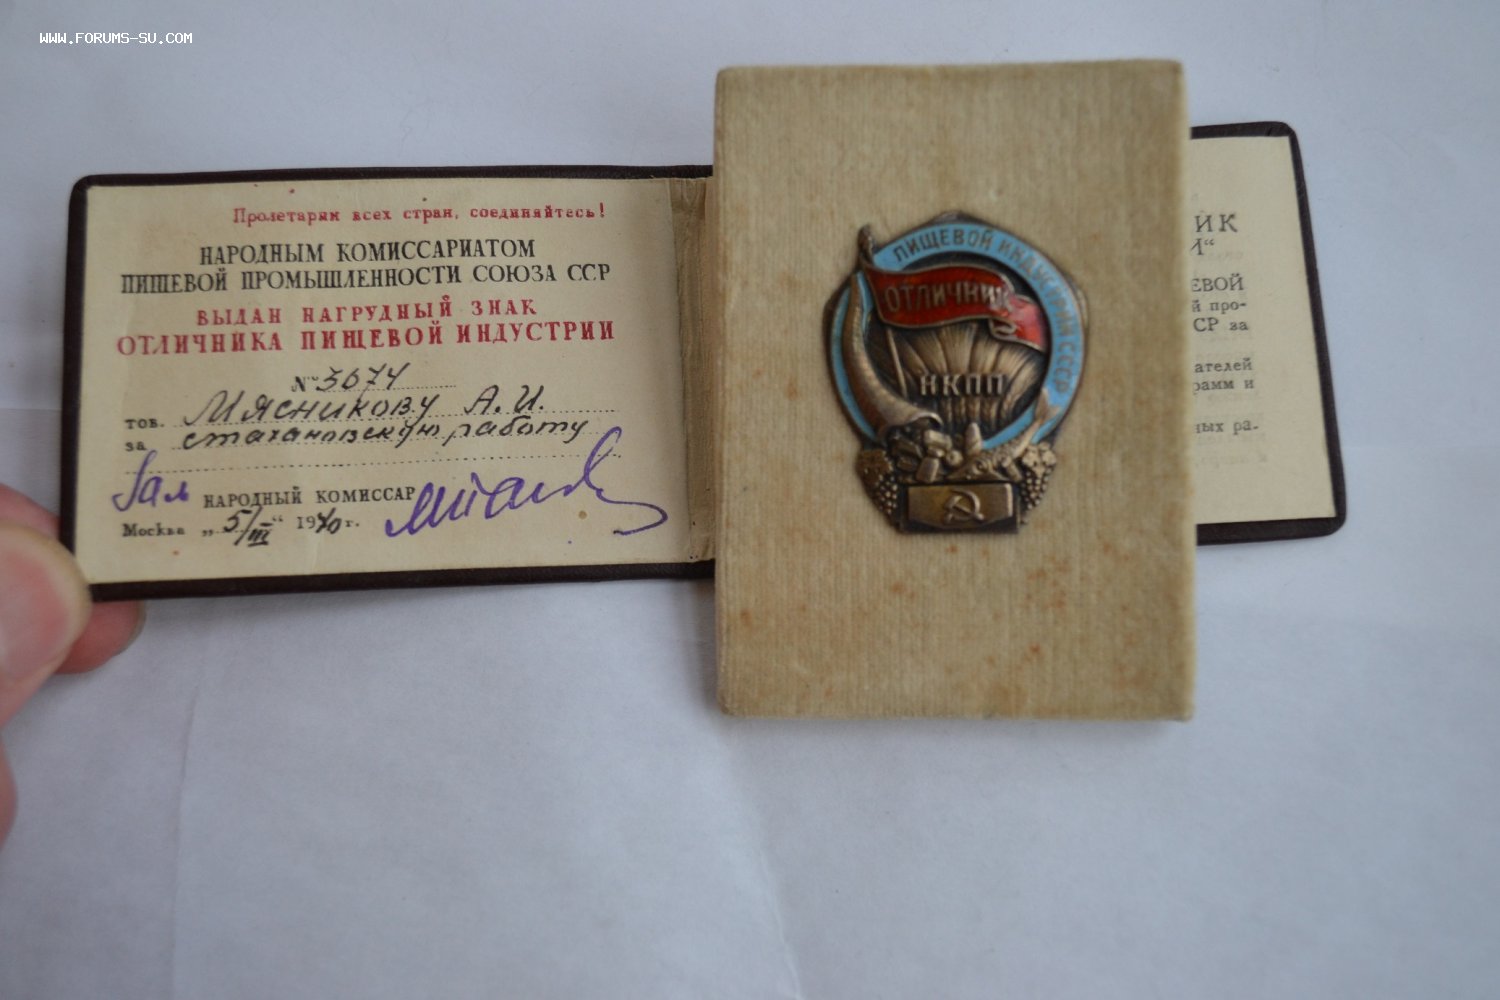 WWW.FORUMS-SU.COM
Пролетарии всех стран, соединяйтесь!
НАРОДНЫМ КОМИССАРИАТОМ
ПИЩЕВОЙ ПРОМЫШЛЕННОСТИ СОЮЗА ССР
ВЫДАН НАГРУДНЫЙ ЗНАК
ОТЛИЧНИКА ПИЩЕВОЙ ИНДУСТРИИ
№ 3674
тов. Мясникову А.И.
за стахановскую работу
Зам НАРОДНЫЙ КОМИССАР
Москва „5/III“ 1940 г.
ПИЩЕВОЙ ИНДУСТРИИ СССР
ОТЛИЧНИК
НКПП
ИК
И“
ЕВОЙ
й про-
СР за
ателей
рамм и
ных ра-